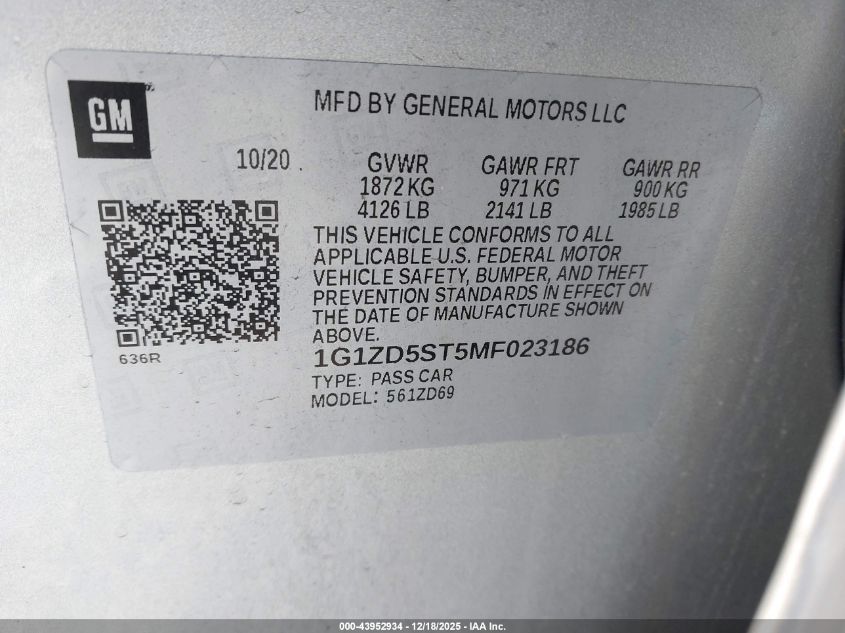 GM
MFD BY GENERAL MOTORS LLC
10/20 GVWR GAWR FRT GAWR RR
1872 KG 971 KG 900 KG
4126 LB 2141 LB 1985 LB
THIS VEHICLE CONFORMS TO ALL
APPLICABLE U.S. FEDERAL MOTOR
VEHICLE SAFETY, BUMPER, AND THEFT
PREVENTION STANDARDS IN EFFECT ON
THE DATE OF MANUFACTURE SHOWN
ABOVE.
636R
1G1ZD5ST5MF023186
TYPE: PASS CAR
MODEL: 561ZD69
000-43952934 - 12/18/2025 - IAA Inc.